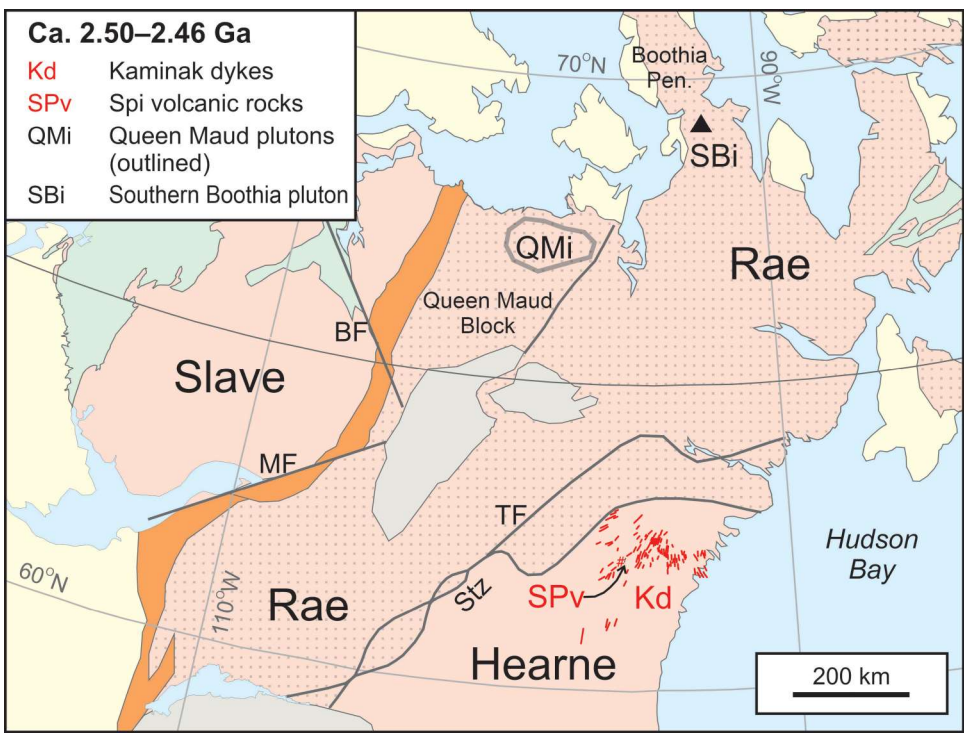 Ca. 2.50–2.46 Ga
Kd Kaminak dykes
SPv Spi volcanic rocks
QMi Queen Maud plutons
(outlined)
SBi Southern Boothia pluton
70°N
Boothia
Pen.
90°W
SBi
QMi
Rae
Queen Maud
Block
BF
Slave
MF
TF
Hudson
Bay
60°N
110°W
Rae
Stz
SPv
Kd
Hearne
200 km